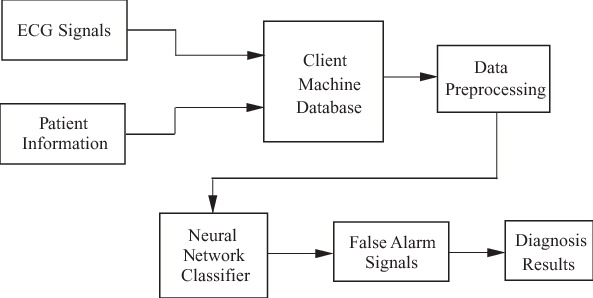 ECG Signals
Patient
Information
Client
Machine
Database
Data
Preprocessing
Neural
Network
Classifier
False Alarm
Signals
Diagnosis
Results